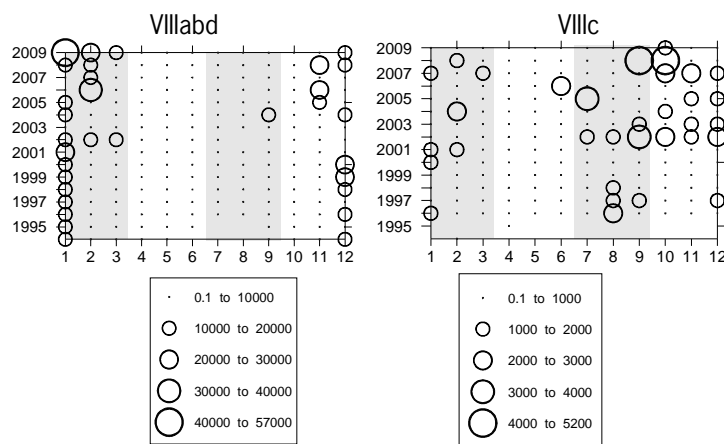 VIIIabd
2009
2007
2005
2003
2001
1999
1997
1995
1 2 3 4 5 6 7 8 9 10 11 12
0.1 to 10000
10000 to 20000
20000 to 30000
30000 to 40000
40000 to 57000
VIIIc
2009
2007
2005
2003
2001
1999
1997
1995
1 2 3 4 5 6 7 8 9 10 11 12
0.1 to 1000
1000 to 2000
2000 to 3000
3000 to 4000
4000 to 5200